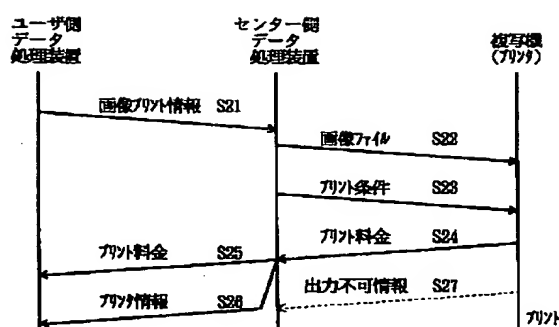 ユーザ側
データ
処理装置
センター側
データ
処理装置
複写機
(プリンタ)
画像プリント情報 S21
画像ファイル S22
プリント条件 S23
プリント料金 S24
プリント料金 S25
プリンタ情報 S26
出力不可情報 S27
プリント